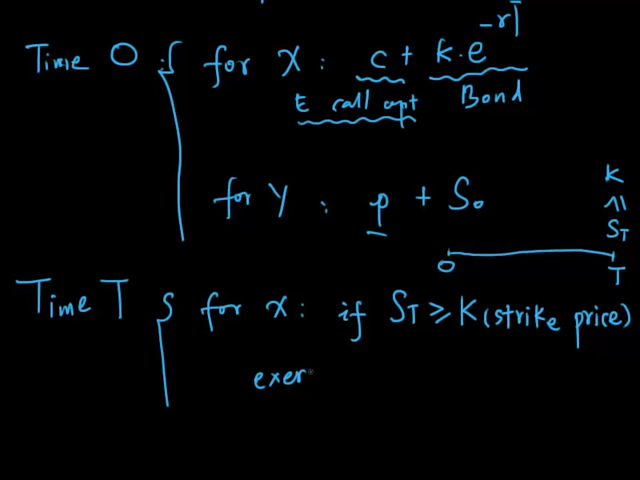 Time 0 for X : c + k.e^-rT
E call opt Bond
for Y : p + S₀
K
S_T
0 T
Time T for X : if S_T ≥ K (strike price)
exer